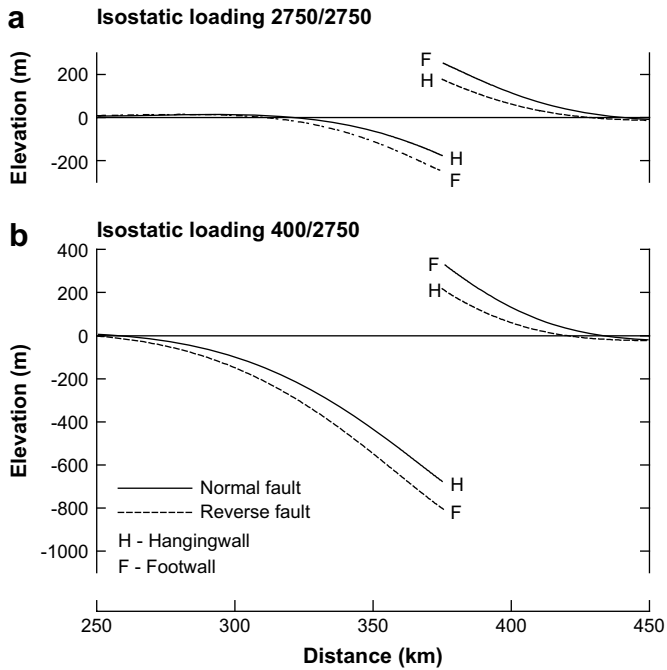 a
Isostatic loading 2750/2750
Elevation (m)
200
0
-200
F
H
H
F
b
Isostatic loading 400/2750
Elevation (m)
400
200
0
-200
-400
-600
-800
-1000
F
H
H
F
Normal fault
Reverse fault
H - Hangingwall
F - Footwall
250 300 350 400 450
Distance (km)